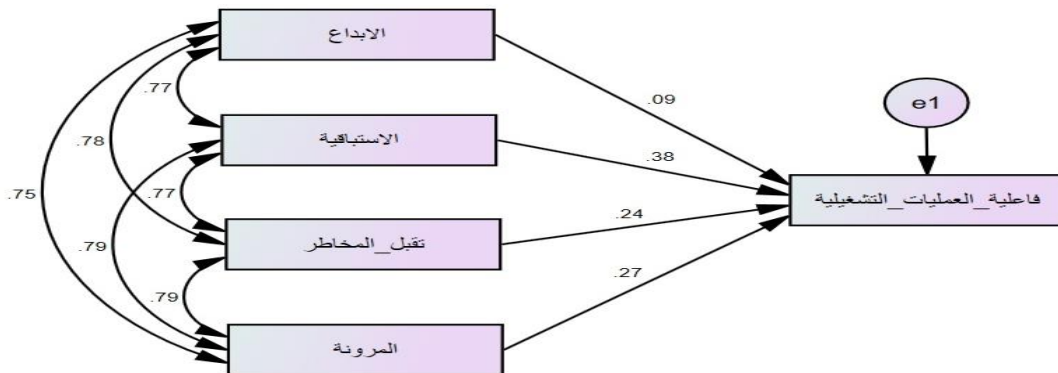 الابداع
.09
.77
e1
.78
الاستباقية
.38
.75
.77
فاعلية_العمليات_التشغيلية
.24
.79
تقبل_المخاطر
.27
.79
المرونة